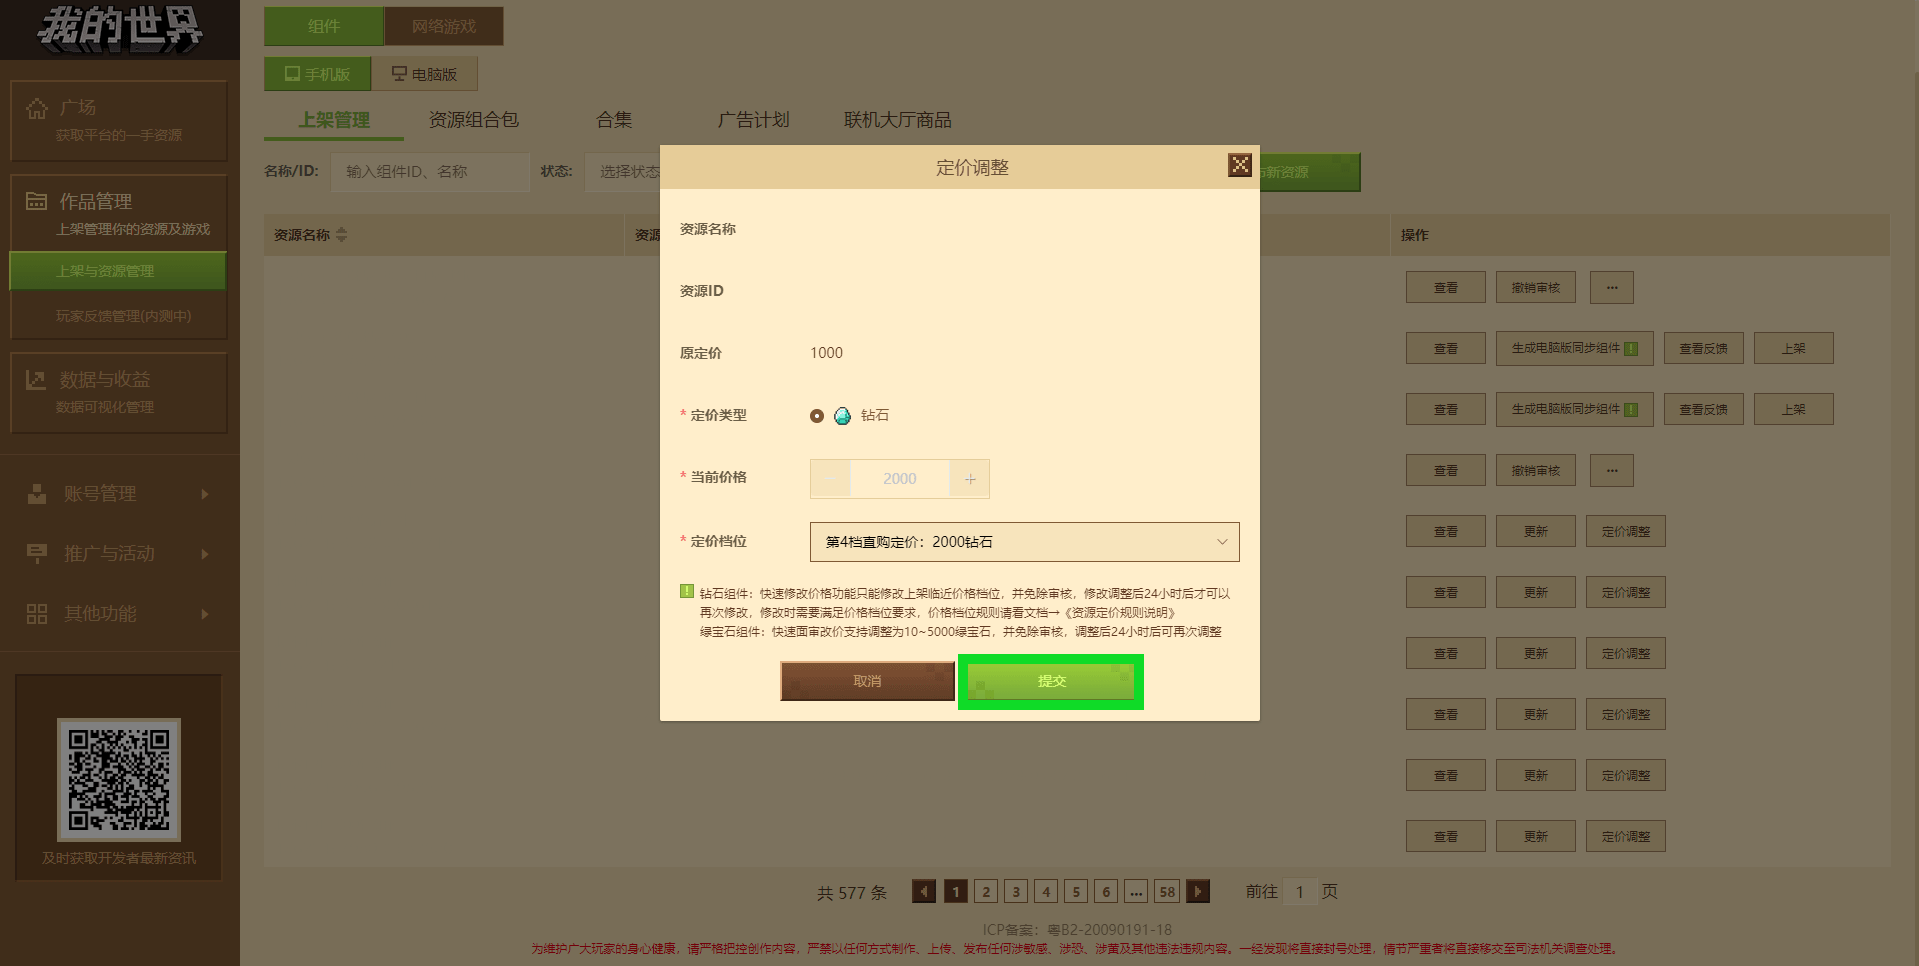 我的世界
广场
获取平台的一手资源
作品管理
上架管理你的资源及游戏
上架与资源管理
玩家反馈管理(内测中)
数据与收益
数据可视化管理
账号管理
推广与活动
其他功能
及时获取开发者最新资讯
组件 网络游戏
手机版 电脑版
上架管理 资源组合包 合集 广告计划 联机大厅商品
名称/ID: 输入组件ID、名称 状态: 选择状态 新资源
资源名称 资源 操作
查看 撤销审核 ...
查看 生成电脑版同步组件 ! 查看反馈 上架
查看 生成电脑版同步组件 ! 查看反馈 上架
查看 撤销审核 ...
查看 更新 定价调整
查看 更新 定价调整
查看 更新 定价调整
查看 更新 定价调整
查看 更新 定价调整
查看 更新 定价调整
定价调整
资源名称
资源ID
原定价 1000
* 定价类型 钻石
* 当前价格 − 2000 +
* 定价档位 第4档直购定价：2000钻石
! 钻石组件：快速修改价格功能只能修改上架临近价格档位，并免除审核，修改调整后24小时后才可以
再次修改，修改时需要满足价格档位要求，价格档位规则请看文档→《资源定价规则说明》
绿宝石组件：快速面审改价支持调整为10~5000绿宝石，并免除审核，调整后24小时后可再次调整
取消 提交
共 577 条 1 2 3 4 5 6 ... 58 前往 1 页
ICP备案：粤B2-20090191-18
为维护广大玩家的身心健康，请严格把控创作内容，严禁以任何方式制作、上传、发布任何涉敏感、涉恐、涉黄及其他违法违规内容。一经发现将直接封号处理，情节严重者将直接移交至司法机关调查处理。